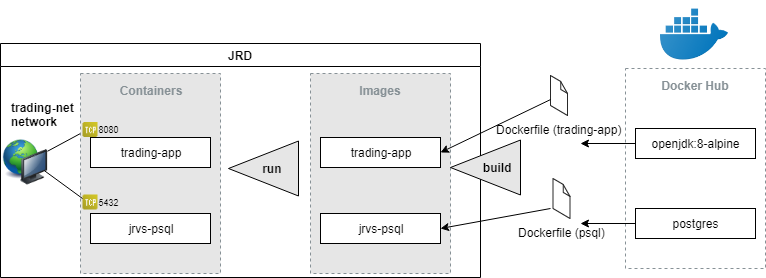 JRD
trading-net
network
Containers
TCP 8080
trading-app
TCP 5432
jrvs-psql
run
Images
trading-app
jrvs-psql
build
Dockerfile (trading-app)
Dockerfile (psql)
Docker Hub
openjdk:8-alpine
postgres